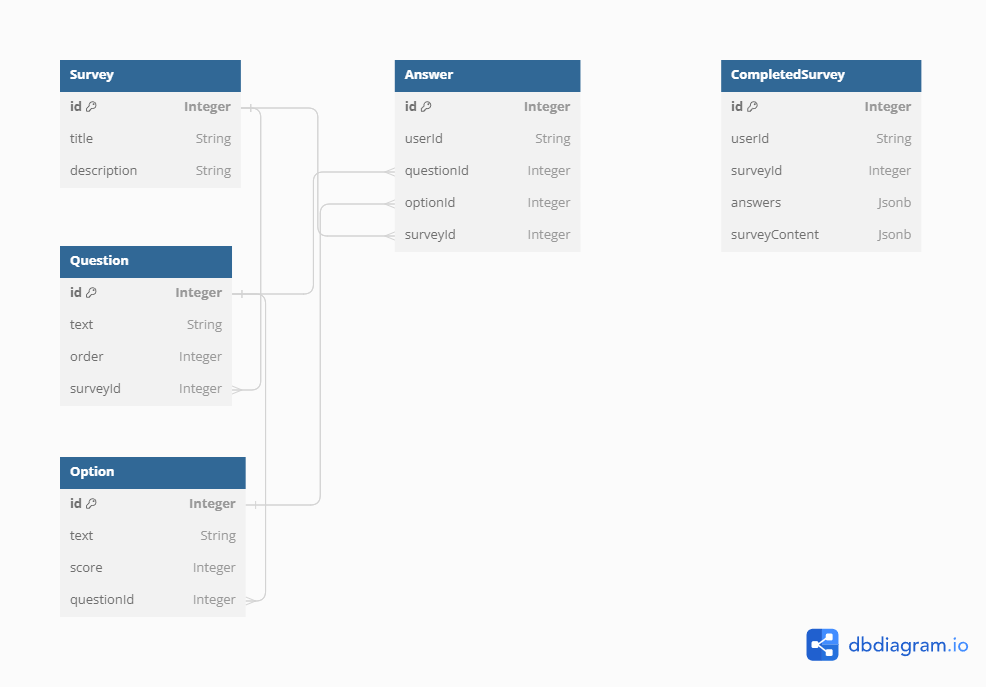 Survey
id Integer
title String
description String
Question
id Integer
text String
order Integer
surveyId Integer
Option
id Integer
text String
score Integer
questionId Integer
Answer
id Integer
userId String
questionId Integer
optionId Integer
surveyId Integer
CompletedSurvey
id Integer
userId String
surveyId Integer
answers Jsonb
surveyContent Jsonb
dbdiagram.io